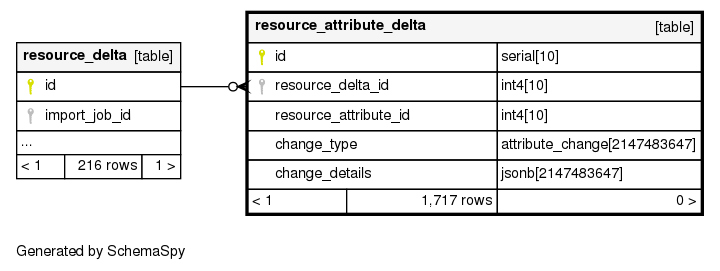 resource_delta [table]
id
import_job_id
...
< 1 216 rows 1 >
resource_attribute_delta [table]
id serial[10]
resource_delta_id int4[10]
resource_attribute_id int4[10]
change_type attribute_change[2147483647]
change_details jsonb[2147483647]
< 1 1,717 rows 0 >
Generated by SchemaSpy